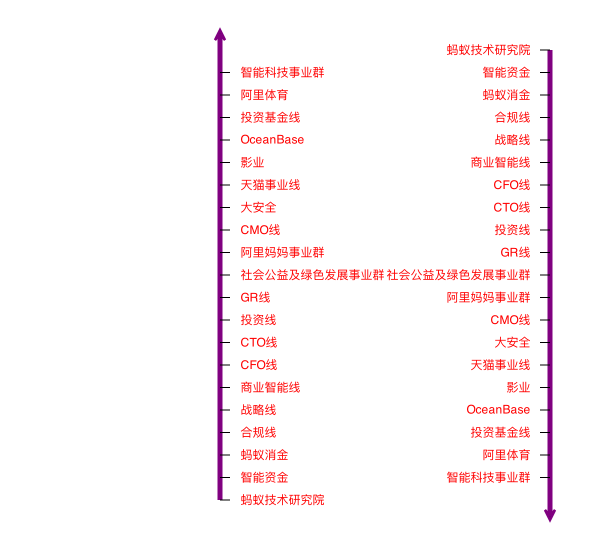 蚂蚁技术研究院
智能科技事业群 智能资金
阿里体育 蚂蚁消金
投资基金线 合规线
OceanBase 战略线
影业 商业智能线
天猫事业线 CFO线
大安全 CTO线
CMO线 投资线
阿里妈妈事业群 GR线
社会公益及绿色发展事业群 社会公益及绿色发展事业群
GR线 阿里妈妈事业群
投资线 CMO线
CTO线 大安全
CFO线 天猫事业线
商业智能线 影业
战略线 OceanBase
合规线 投资基金线
蚂蚁消金 阿里体育
智能资金 智能科技事业群
蚂蚁技术研究院